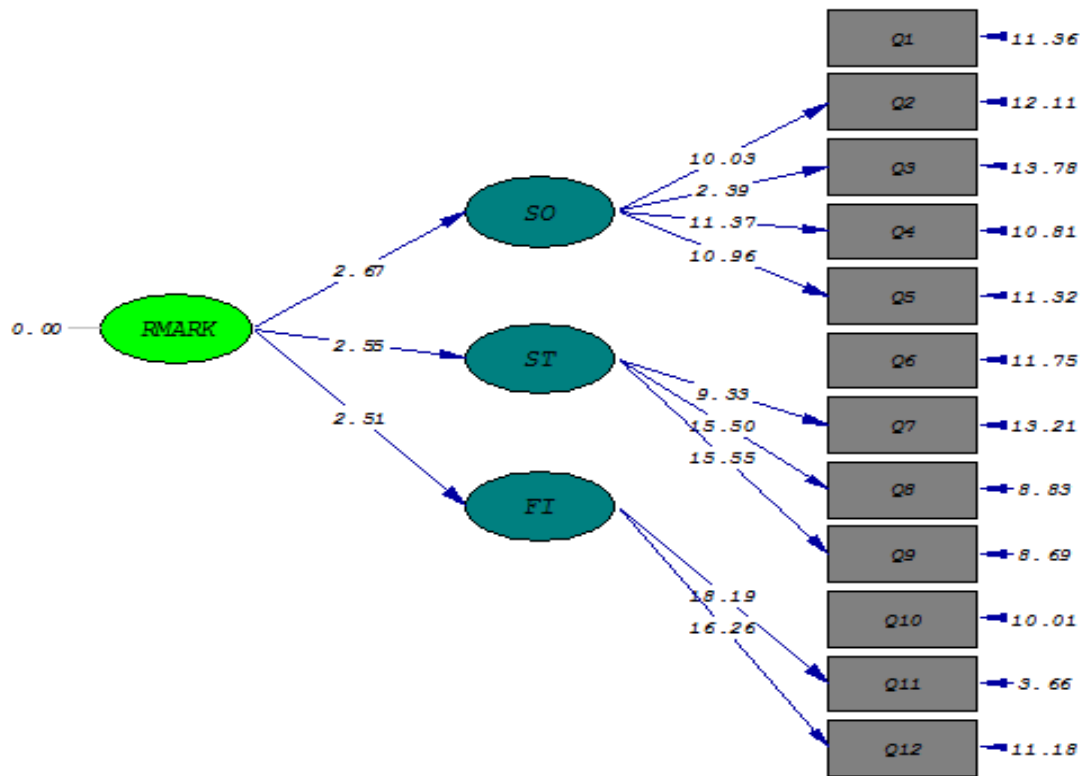 Q1 11.36
Q2 12.11
10.03
Q3 13.78
2.39
SO
11.37
Q4 10.81
10.96
2.67
Q5 11.32
0.00 RMARK
2.55
ST
Q6 11.75
9.33
2.51
15.50
Q7 13.21
15.55
Q8 8.83
FI
Q9 8.69
18.19
16.26
Q10 10.01
Q11 3.66
Q12 11.18